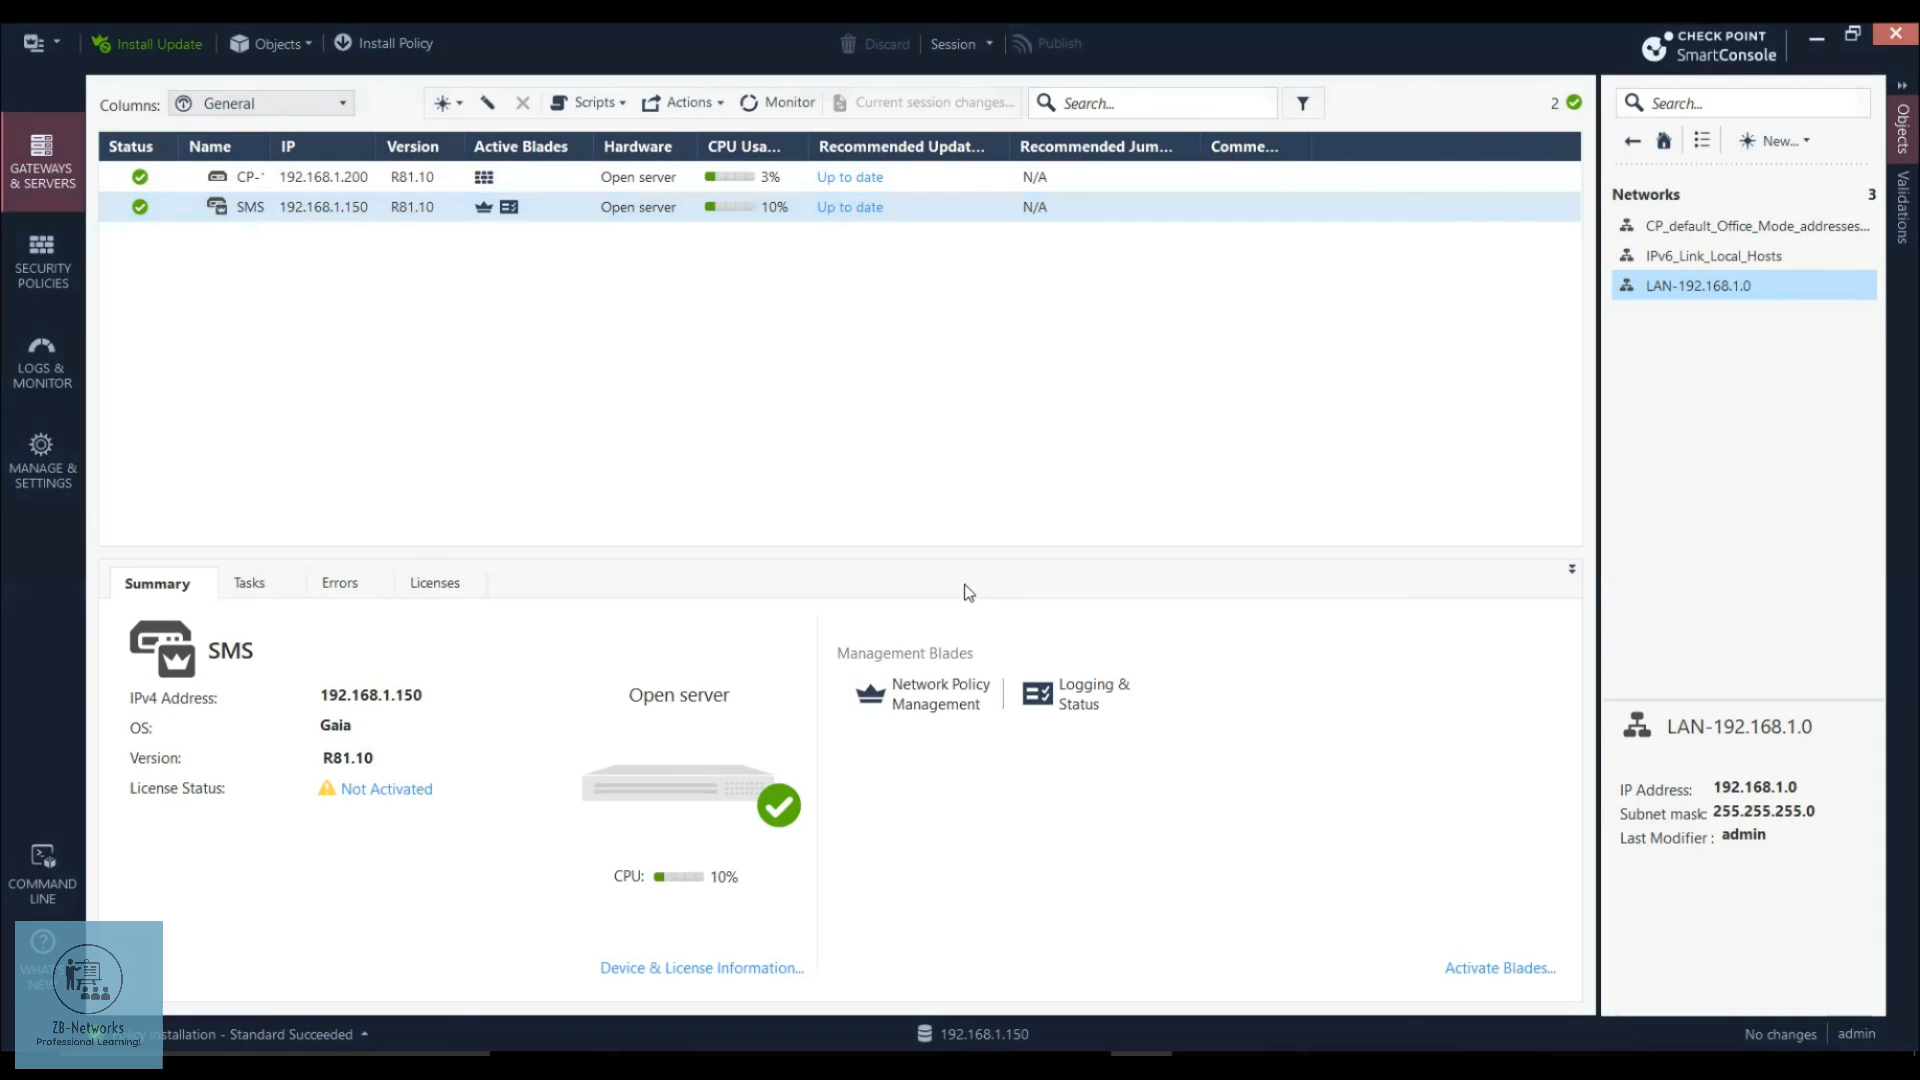 Install Update
Objects
Install Policy
Discard
Session
Publish
CHECK POINT
SmartConsole
Columns:
General
Scripts
Actions
Monitor
Current session changes...
Search...
2
Status Name IP Version Active Blades Hardware CPU Usa... Recommended Updat... Recommended Jum... Comme...
192.168.1.200 R81.10 Open server 3% Up to date N/A
SMS 192.168.1.150 R81.10 Open server 10% Up to date N/A
GATEWAYS
& SERVERS
SECURITY
POLICIES
LOGS &
MONITOR
MANAGE &
SETTINGS
COMMAND
LINE
Summary
Tasks
Errors
Licenses
SMS
IPv4 Address: 192.168.1.150
OS: Gaia
Version: R81.10
License Status: Not Activated
Open server
CPU: 10%
Device & License Information...
Management Blades
Network Policy
Management
Logging &
Status
Activate Blades...
Search...
New...
Networks 3
CP_default_Office_Mode_addresses...
IPv6_Link_Local_Hosts
LAN-192.168.1.0
LAN-192.168.1.0
IP Address: 192.168.1.0
Subnet mask: 255.255.255.0
Last Modifier : admin
Objects
Validations
ZB-Networks
Professional Learning!
installation - Standard Succeeded
192.168.1.150
No changes
admin